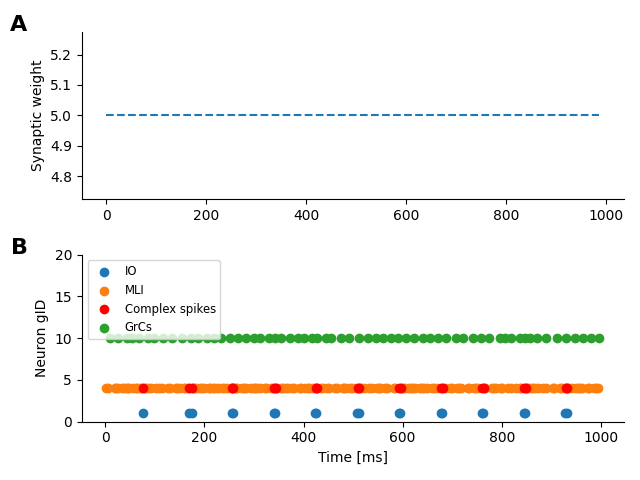 A
Synaptic weight
5.2
5.1
5.0
4.9
4.8
0 200 400 600 800 1000
B
Neuron gID
20
15
10
5
0
IO
MLI
Complex spikes
GrCs
0 200 400 600 800 1000
Time [ms]